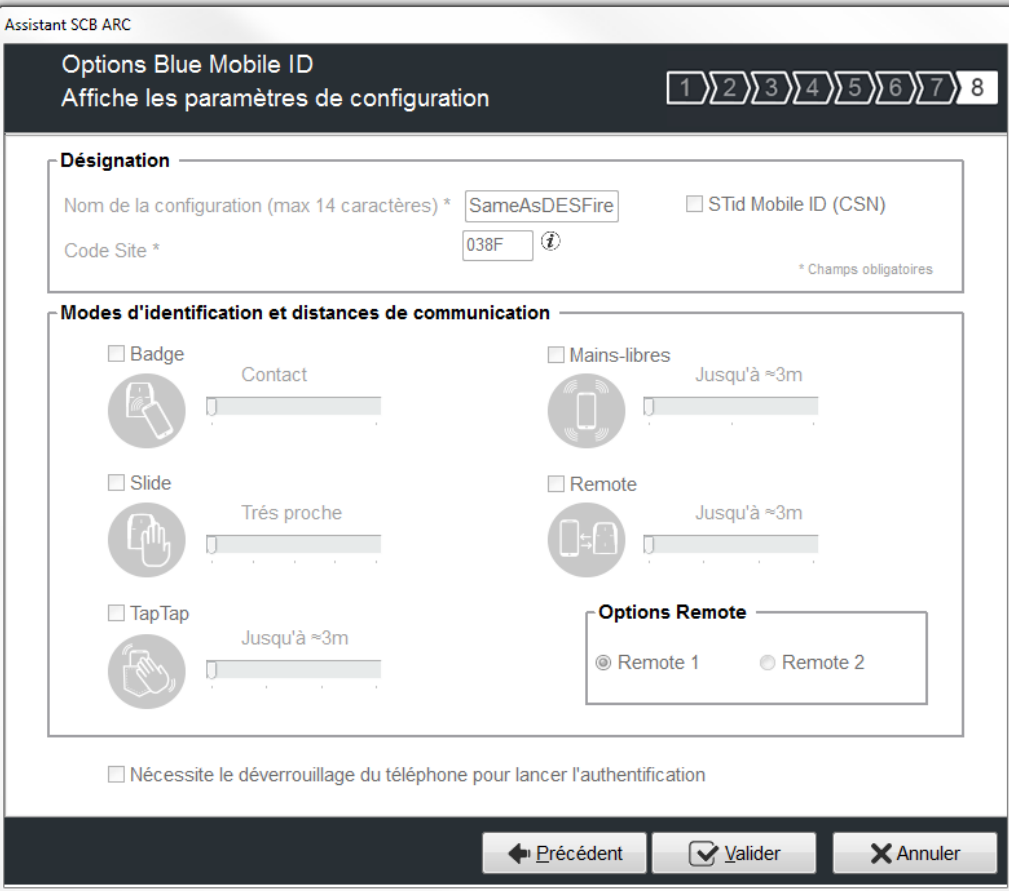 Assistant SCB ARC
Options Blue Mobile ID
Affiche les paramètres de configuration
1 2 3 4 5 6 7 8
Désignation
Nom de la configuration (max 14 caractères) * SameAsDESFire STid Mobile ID (CSN)
Code Site * 038F i
* Champs obligatoires
Modes d'identification et distances de communication
Badge
Contact
Mains-libres
Jusqu'à ≈3m
Slide
Trés proche
Remote
Jusqu'à ≈3m
TapTap
Jusqu'à ≈3m
Options Remote
Remote 1 Remote 2
Nécessite le déverrouillage du téléphone pour lancer l'authentification
Précédent Valider Annuler